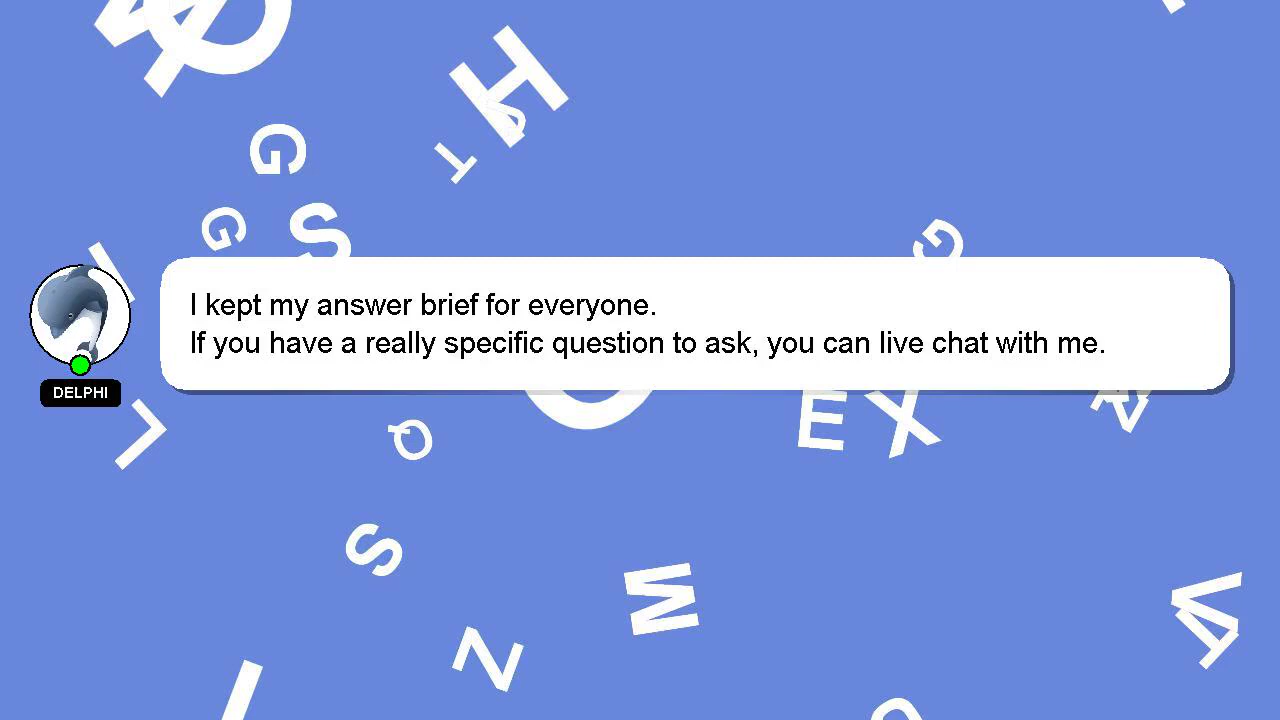 I kept my answer brief for everyone.
If you have a really specific question to ask, you can live chat with me.
DELPHI
H
T
G
G
S
G
L
Q
E X
S
M
Z
V